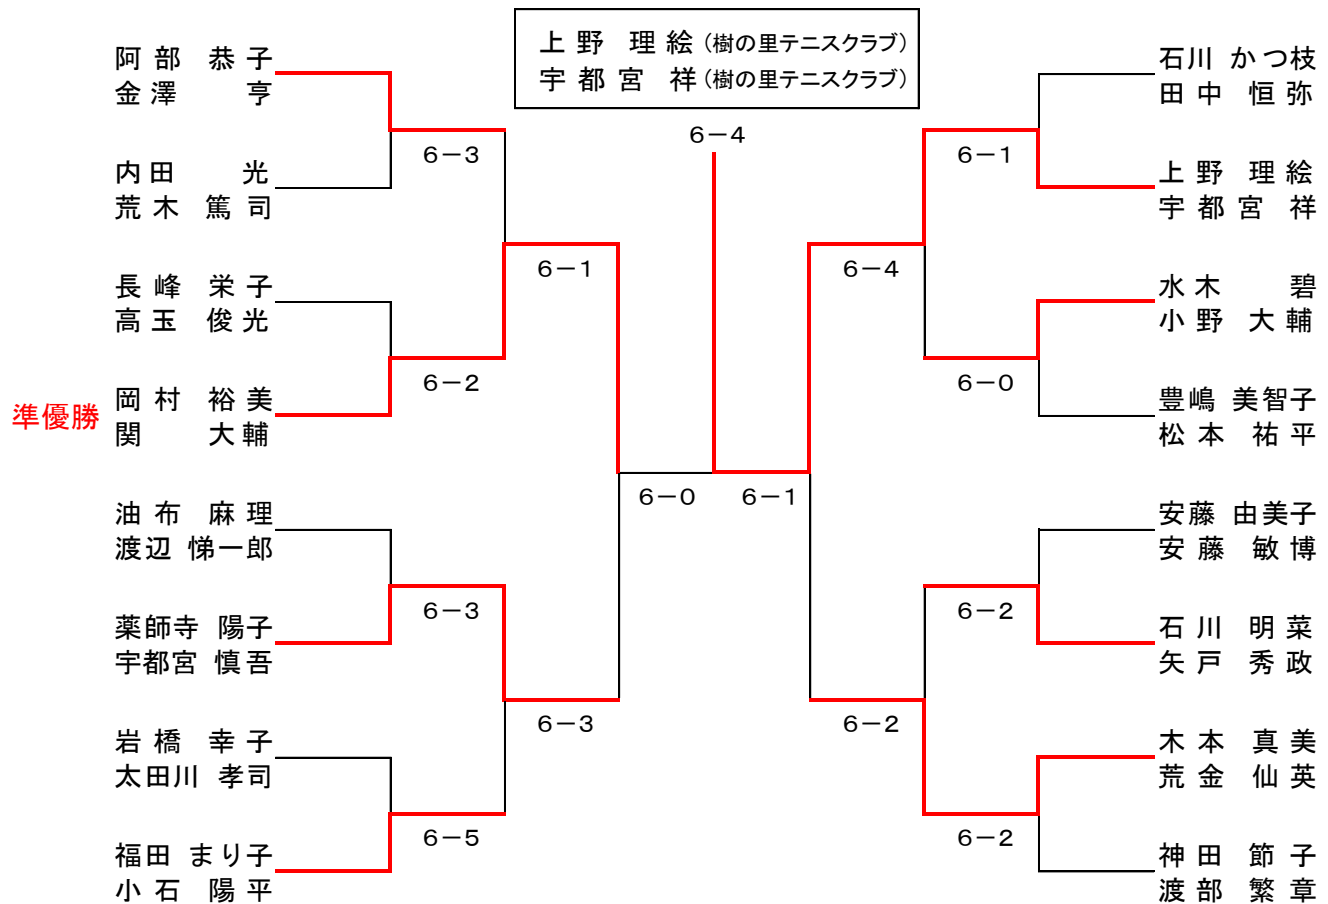 上野 理絵 (樹の里テニスクラブ)
宇都宮 祥 (樹の里テニスクラブ)
6－4
阿部 恭子
金澤 亨
6－3
内田 光
荒木 篤司
6－1
長峰 栄子
高玉 俊光
6－2
準優勝
岡村 裕美
関 大輔
6－0
油布 麻理
渡辺 悌一郎
6－3
薬師寺 陽子
宇都宮 慎吾
6－3
岩橋 幸子
太田川 孝司
6－5
福田 まり子
小石 陽平
石川 かつ枝
田中 恒弥
6－1
上野 理絵
宇都宮 祥
6－4
水木 碧
小野 大輔
6－0
豊嶋 美智子
松本 祐平
6－1
安藤 由美子
安藤 敏博
6－2
石川 明菜
矢戸 秀政
6－2
木本 真美
荒金 仙英
6－2
神田 節子
渡部 繁章